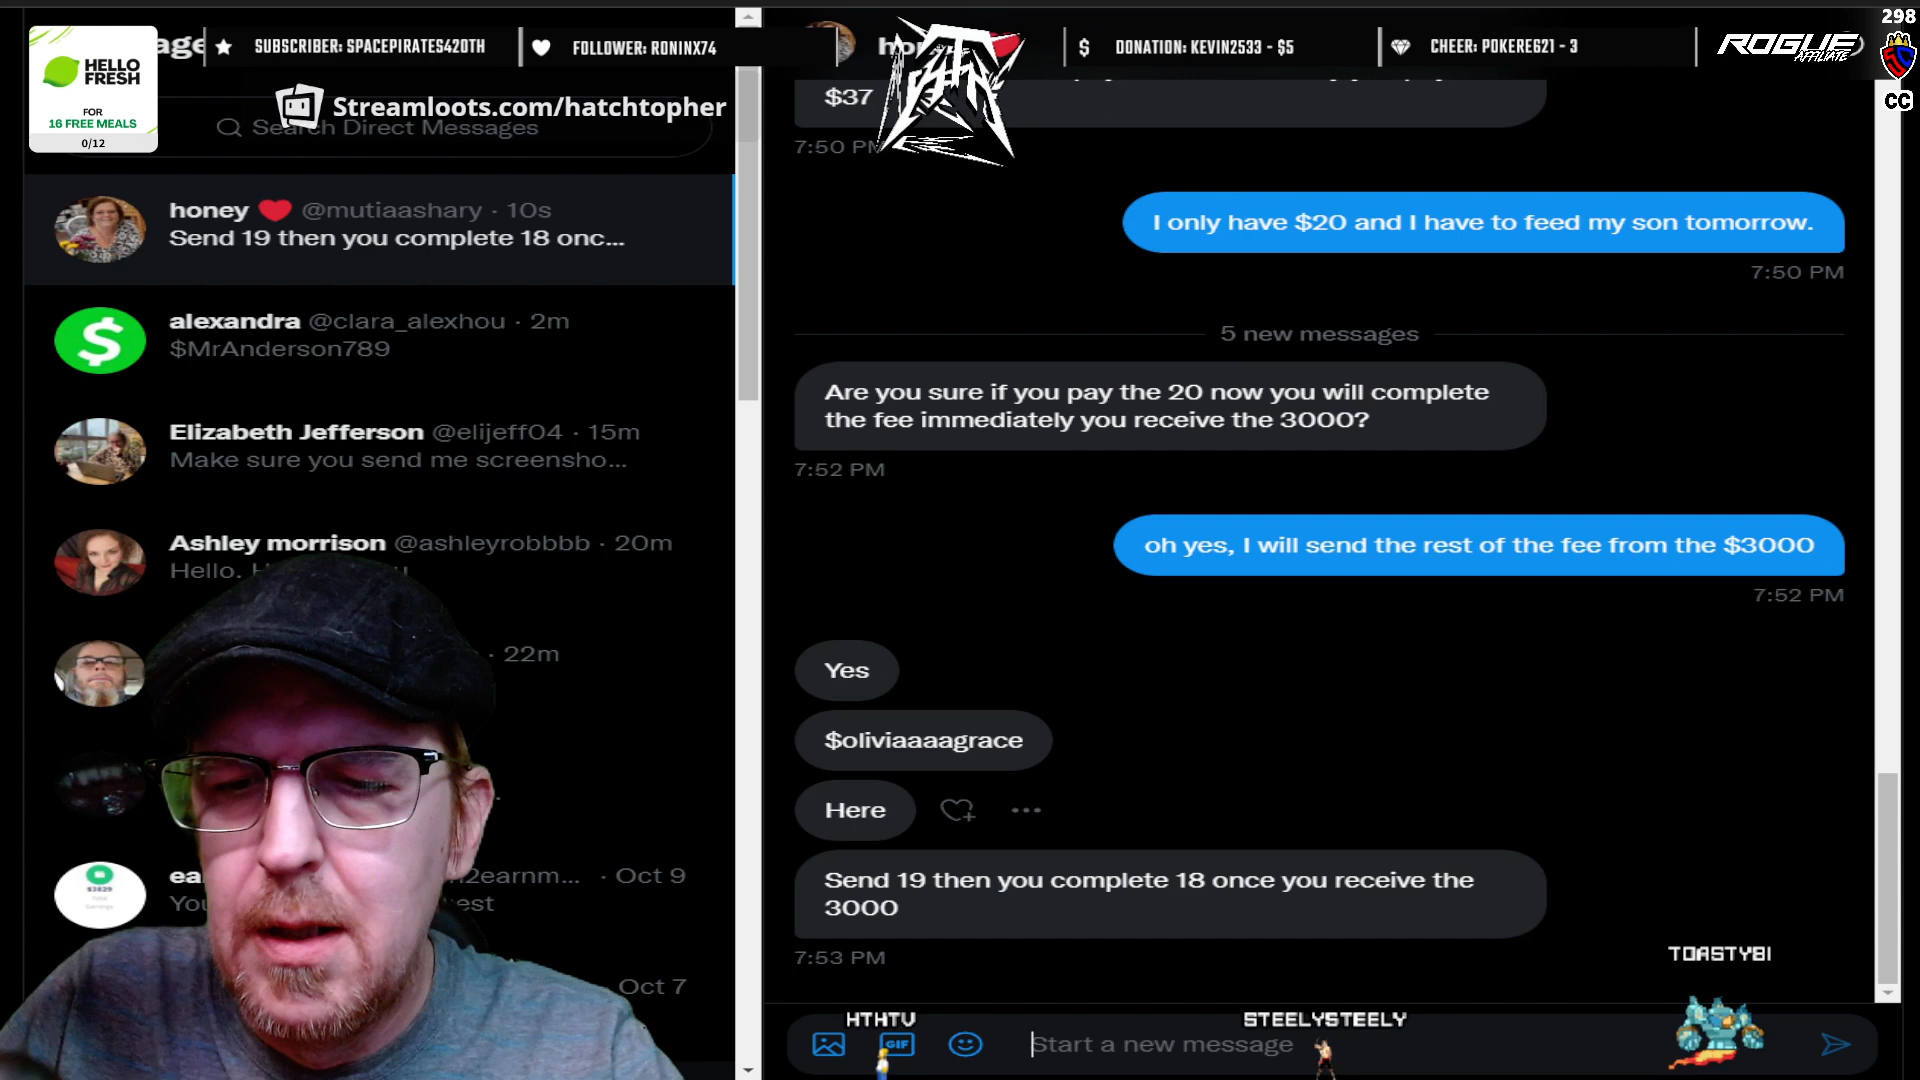 298
SUBSCRIBER: SPACEPIRATES420TH
FOLLOWER: RONINX74
DONATION: KEVIN2533 - $5
CHEER: POKERE621 - 3
ROGUE
AFFILIATE
CC
HELLO
FRESH
FOR
16 FREE MEALS
0/12
Streamloots.com/hatchtopher
Search Direct Messages
honey @mutiaashary · 10s
Send 19 then you complete 18 onc...
alexandra @clara_alexhou · 2m
$MrAnderson789
Elizabeth Jefferson @elijeff04 · 15m
Make sure you send me screensho...
Ashley morrison @ashleyrobbbb · 20m
Hello.
· 22m
· Oct 9
Oct 7
$37
7:50 PM
I only have $20 and I have to feed my son tomorrow.
7:50 PM
5 new messages
Are you sure if you pay the 20 now you will complete
the fee immediately you receive the 3000?
7:52 PM
oh yes, I will send the rest of the fee from the $3000
7:52 PM
Yes
$oliviaaaagrace
Here
Send 19 then you complete 18 once you receive the
3000
7:53 PM
TOASTY81
HTHTV
STEELYSTEELY
GIF
Start a new message